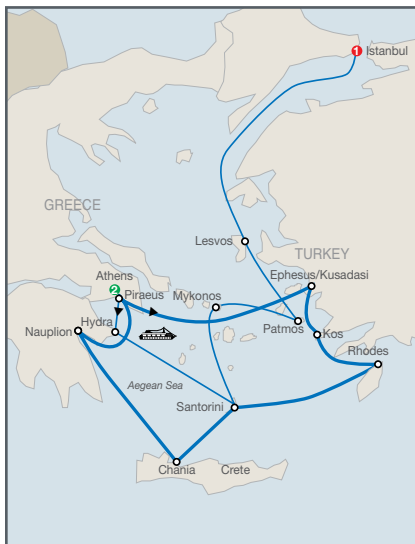 1 Istanbul
GREECE
Lesvos
TURKEY
Athens
Ephesus/Kusadasi
2 Piraeus
Mykonos
Hydra
Patmos
Nauplion
Kos
Rhodes
Aegean Sea
Santorini
Chania
Crete